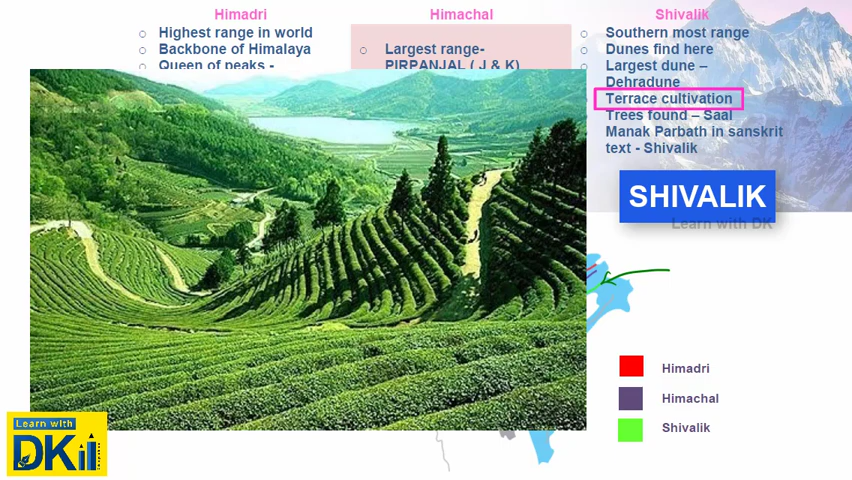 Himadri
Highest range in world
Backbone of Himalaya
Queen of peaks -
Himachal
Largest range-
PIRPANJAL ( J & K)
Shivalik
Southern most range
Dunes find here
Largest dune –
Dehradune
Terrace cultivation
Trees found – Saal
Manak Parbath in sanskrit
text - Shivalik
SHIVALIK
Learn with DK
Himadri
Himachal
Shivalik
Learn with
DK